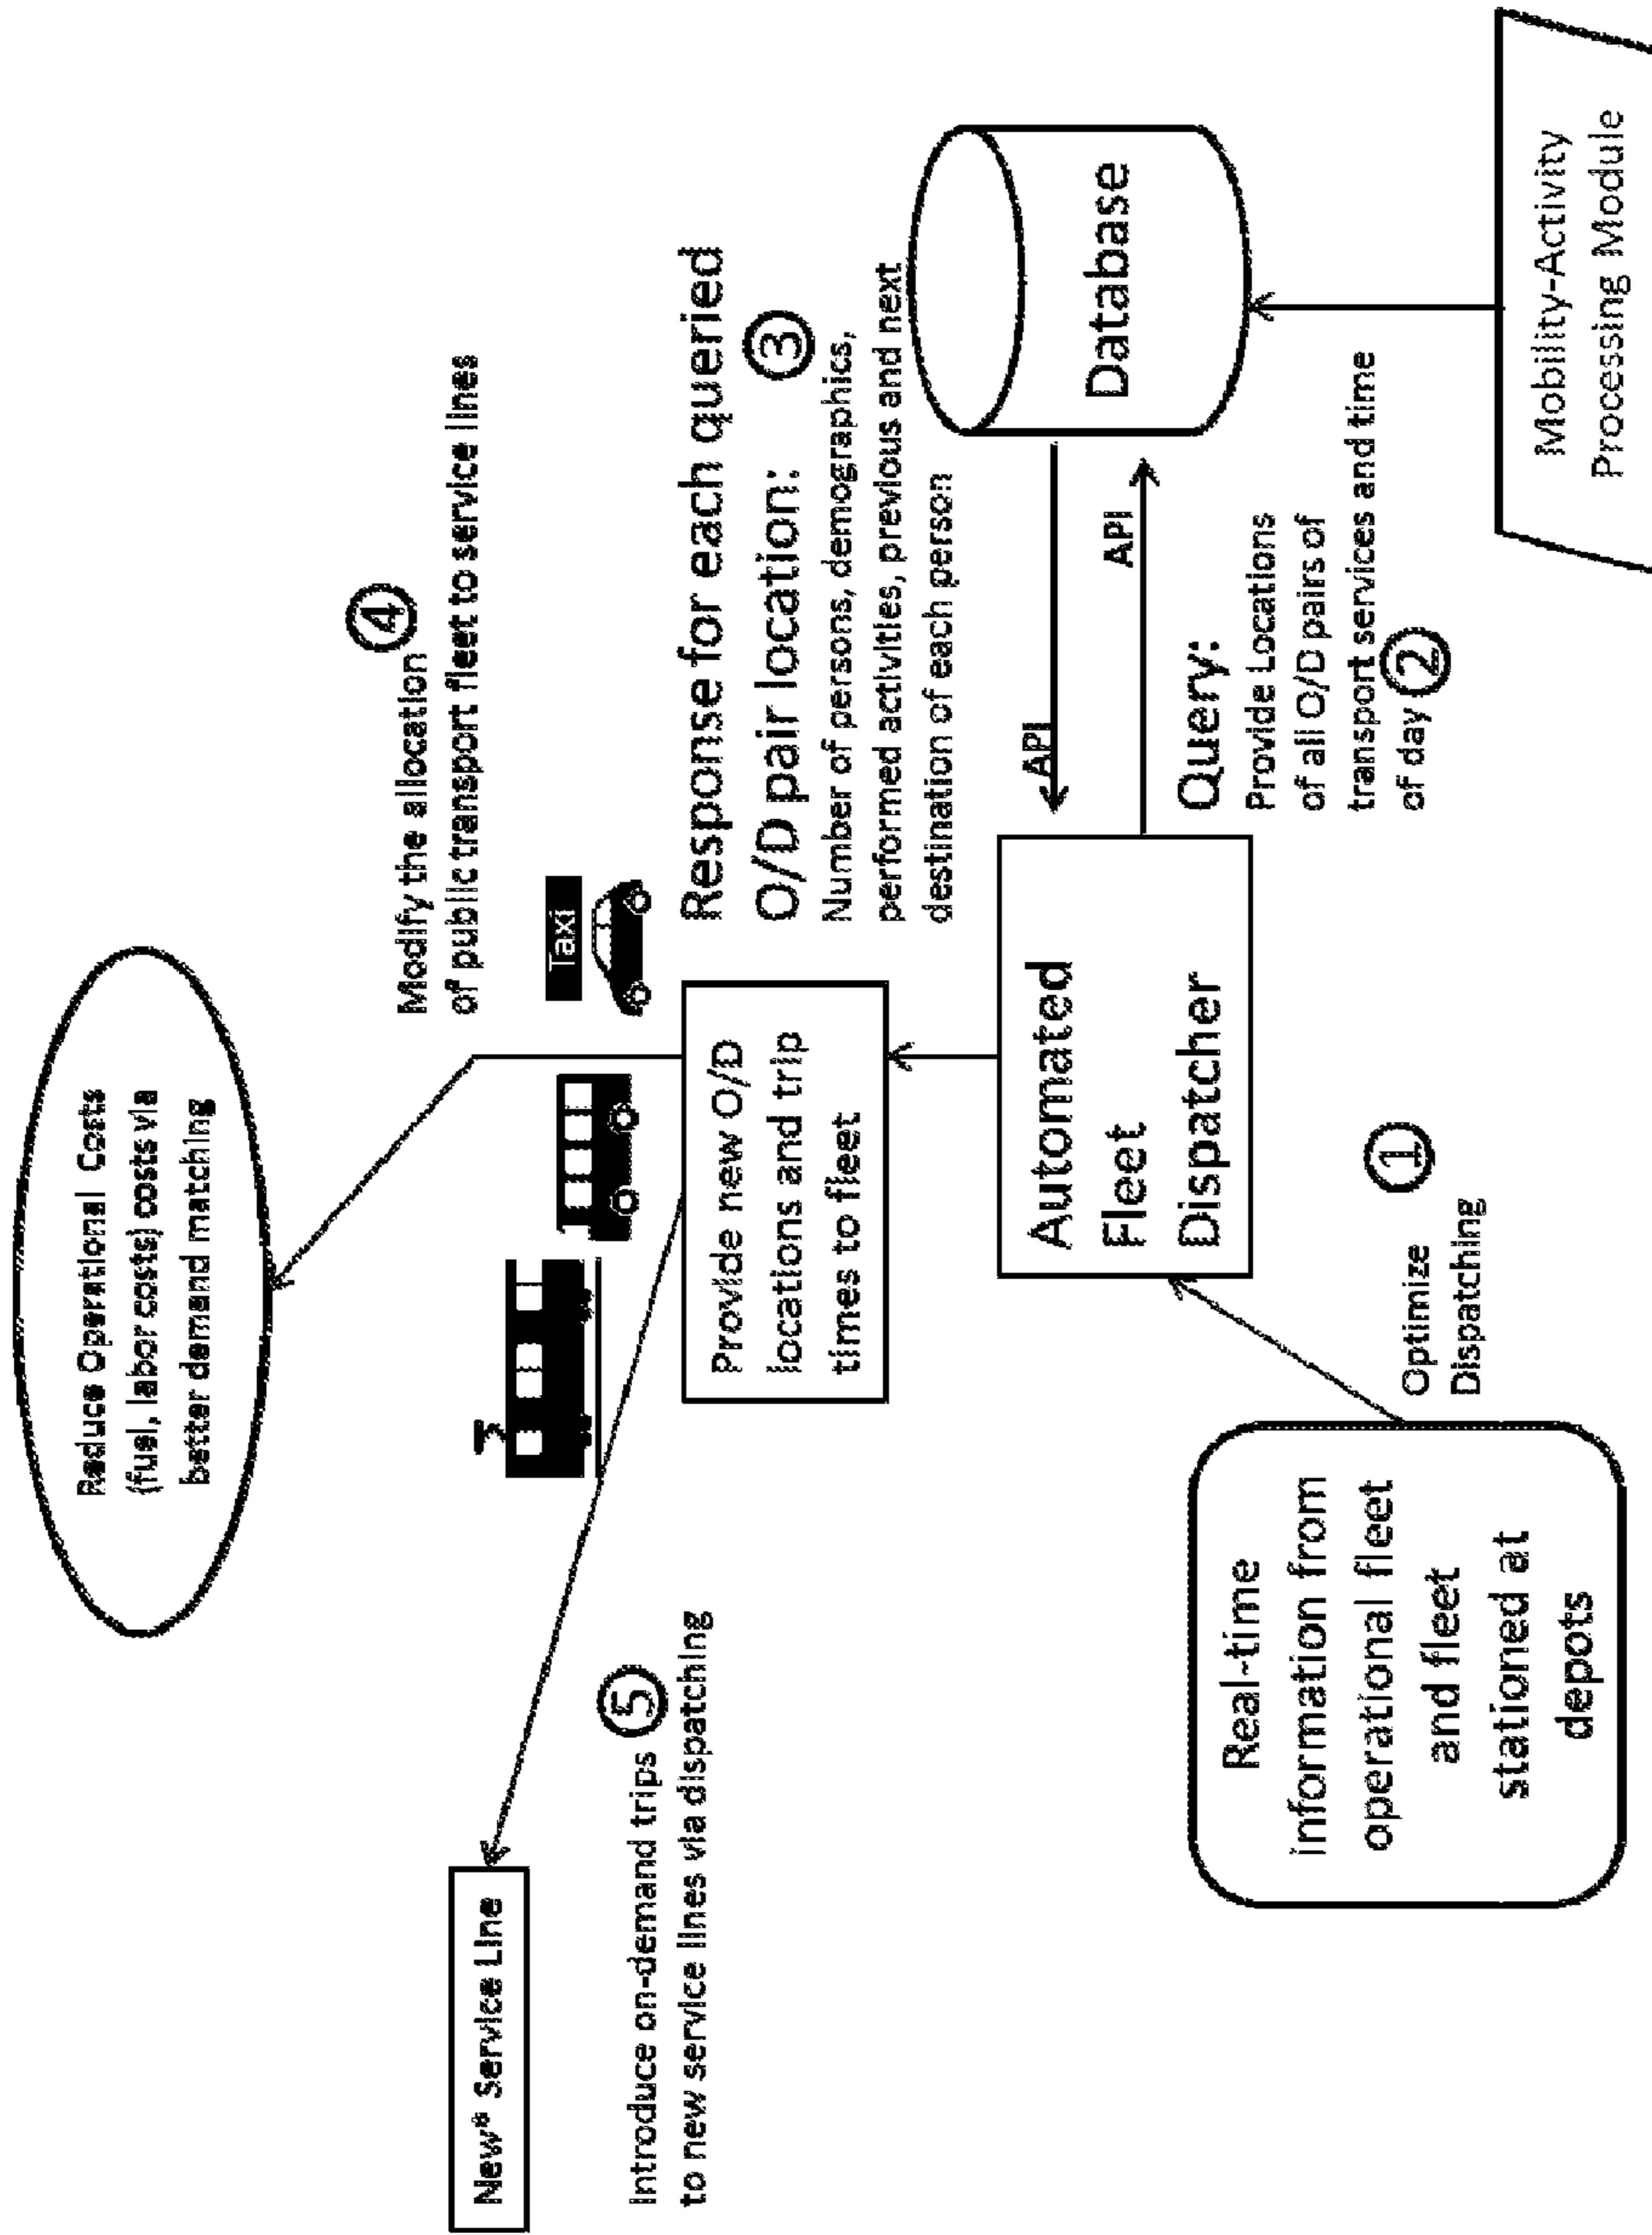 Reduce Operational Costs
(fuel, labor costs) costs via
better demand matching
New* Service Line
Introduce on-demand trips ⑤
to new service lines via dispatching
Modify the allocation ④
of public transport fleet to service lines
Taxi
Provide new O/D
locations and trip
times to fleet
Response for each queried
O/D pair location: ③
Number of persons, demographics,
performed activities, previous and next
destination of each person
Automated
Fleet
Dispatcher
API
API
Database
Query:
Provide Locations
of all O/D pairs of
transport services and time
of day ②
① 
Optimize
Dispatching
Real-time
information from
operational fleet
and fleet
stationed at
depots
Mobility-Activity
Processing Module